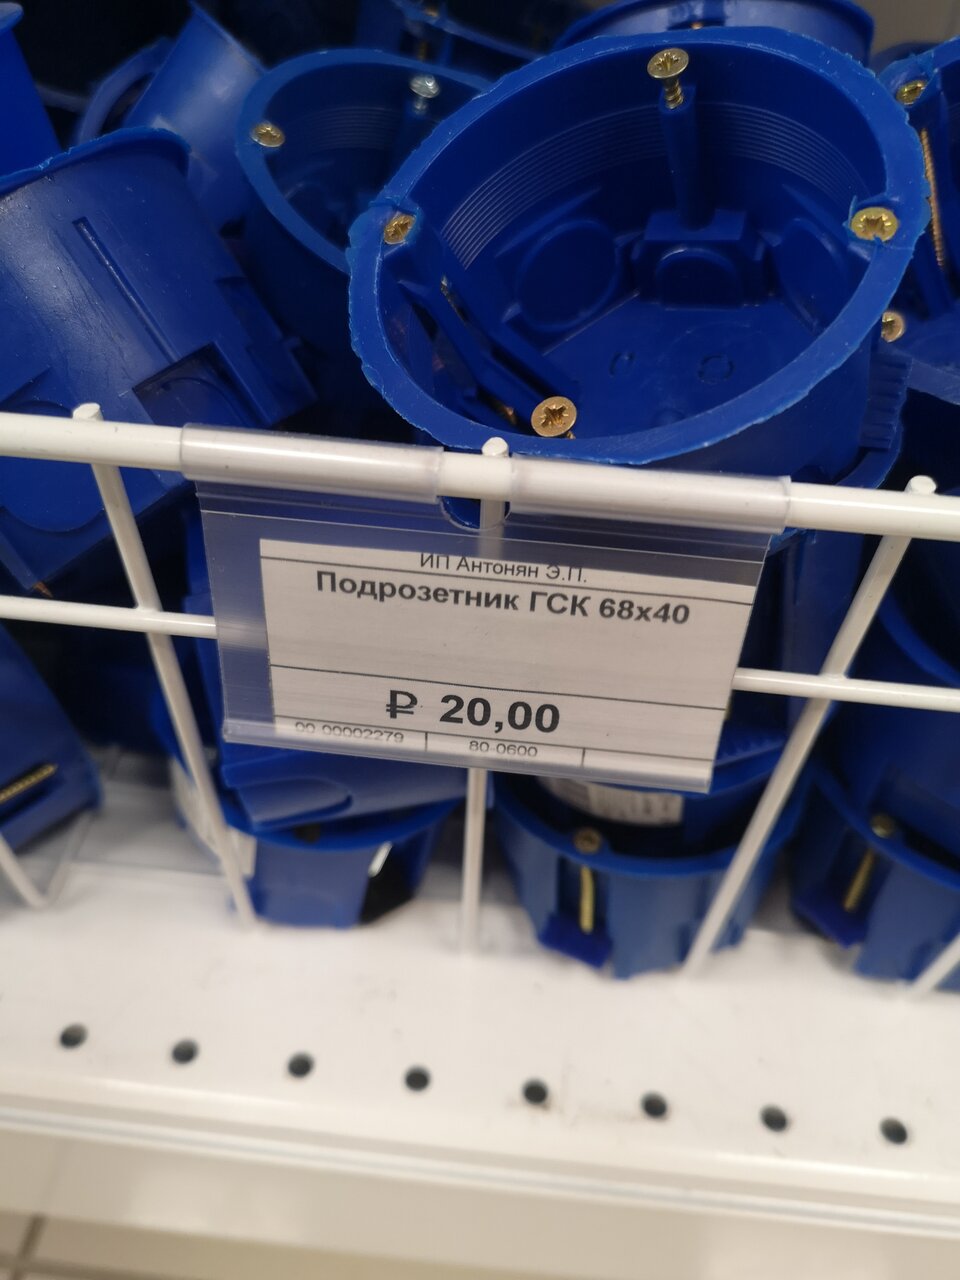 ИП Антонян Э.П.
Подрозетник ГСК 68х40
₽ 20,00
00-00002279 80-0600